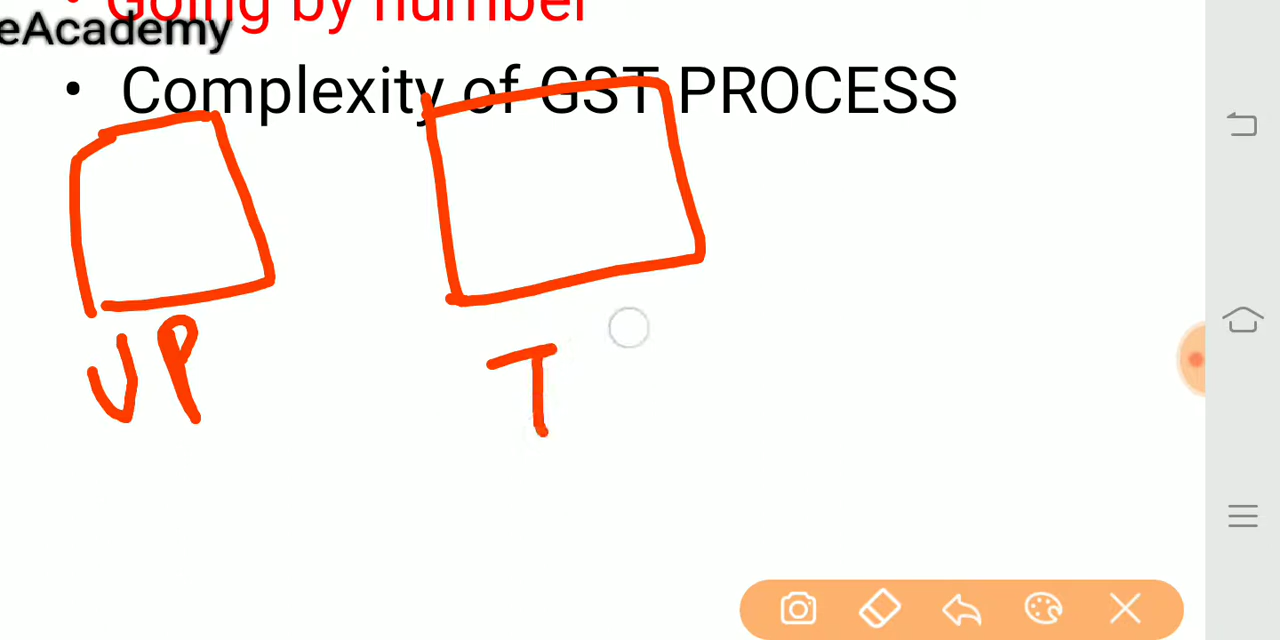 • Going by number
eAcademy
• Complexity of GST PROCESS
UP T